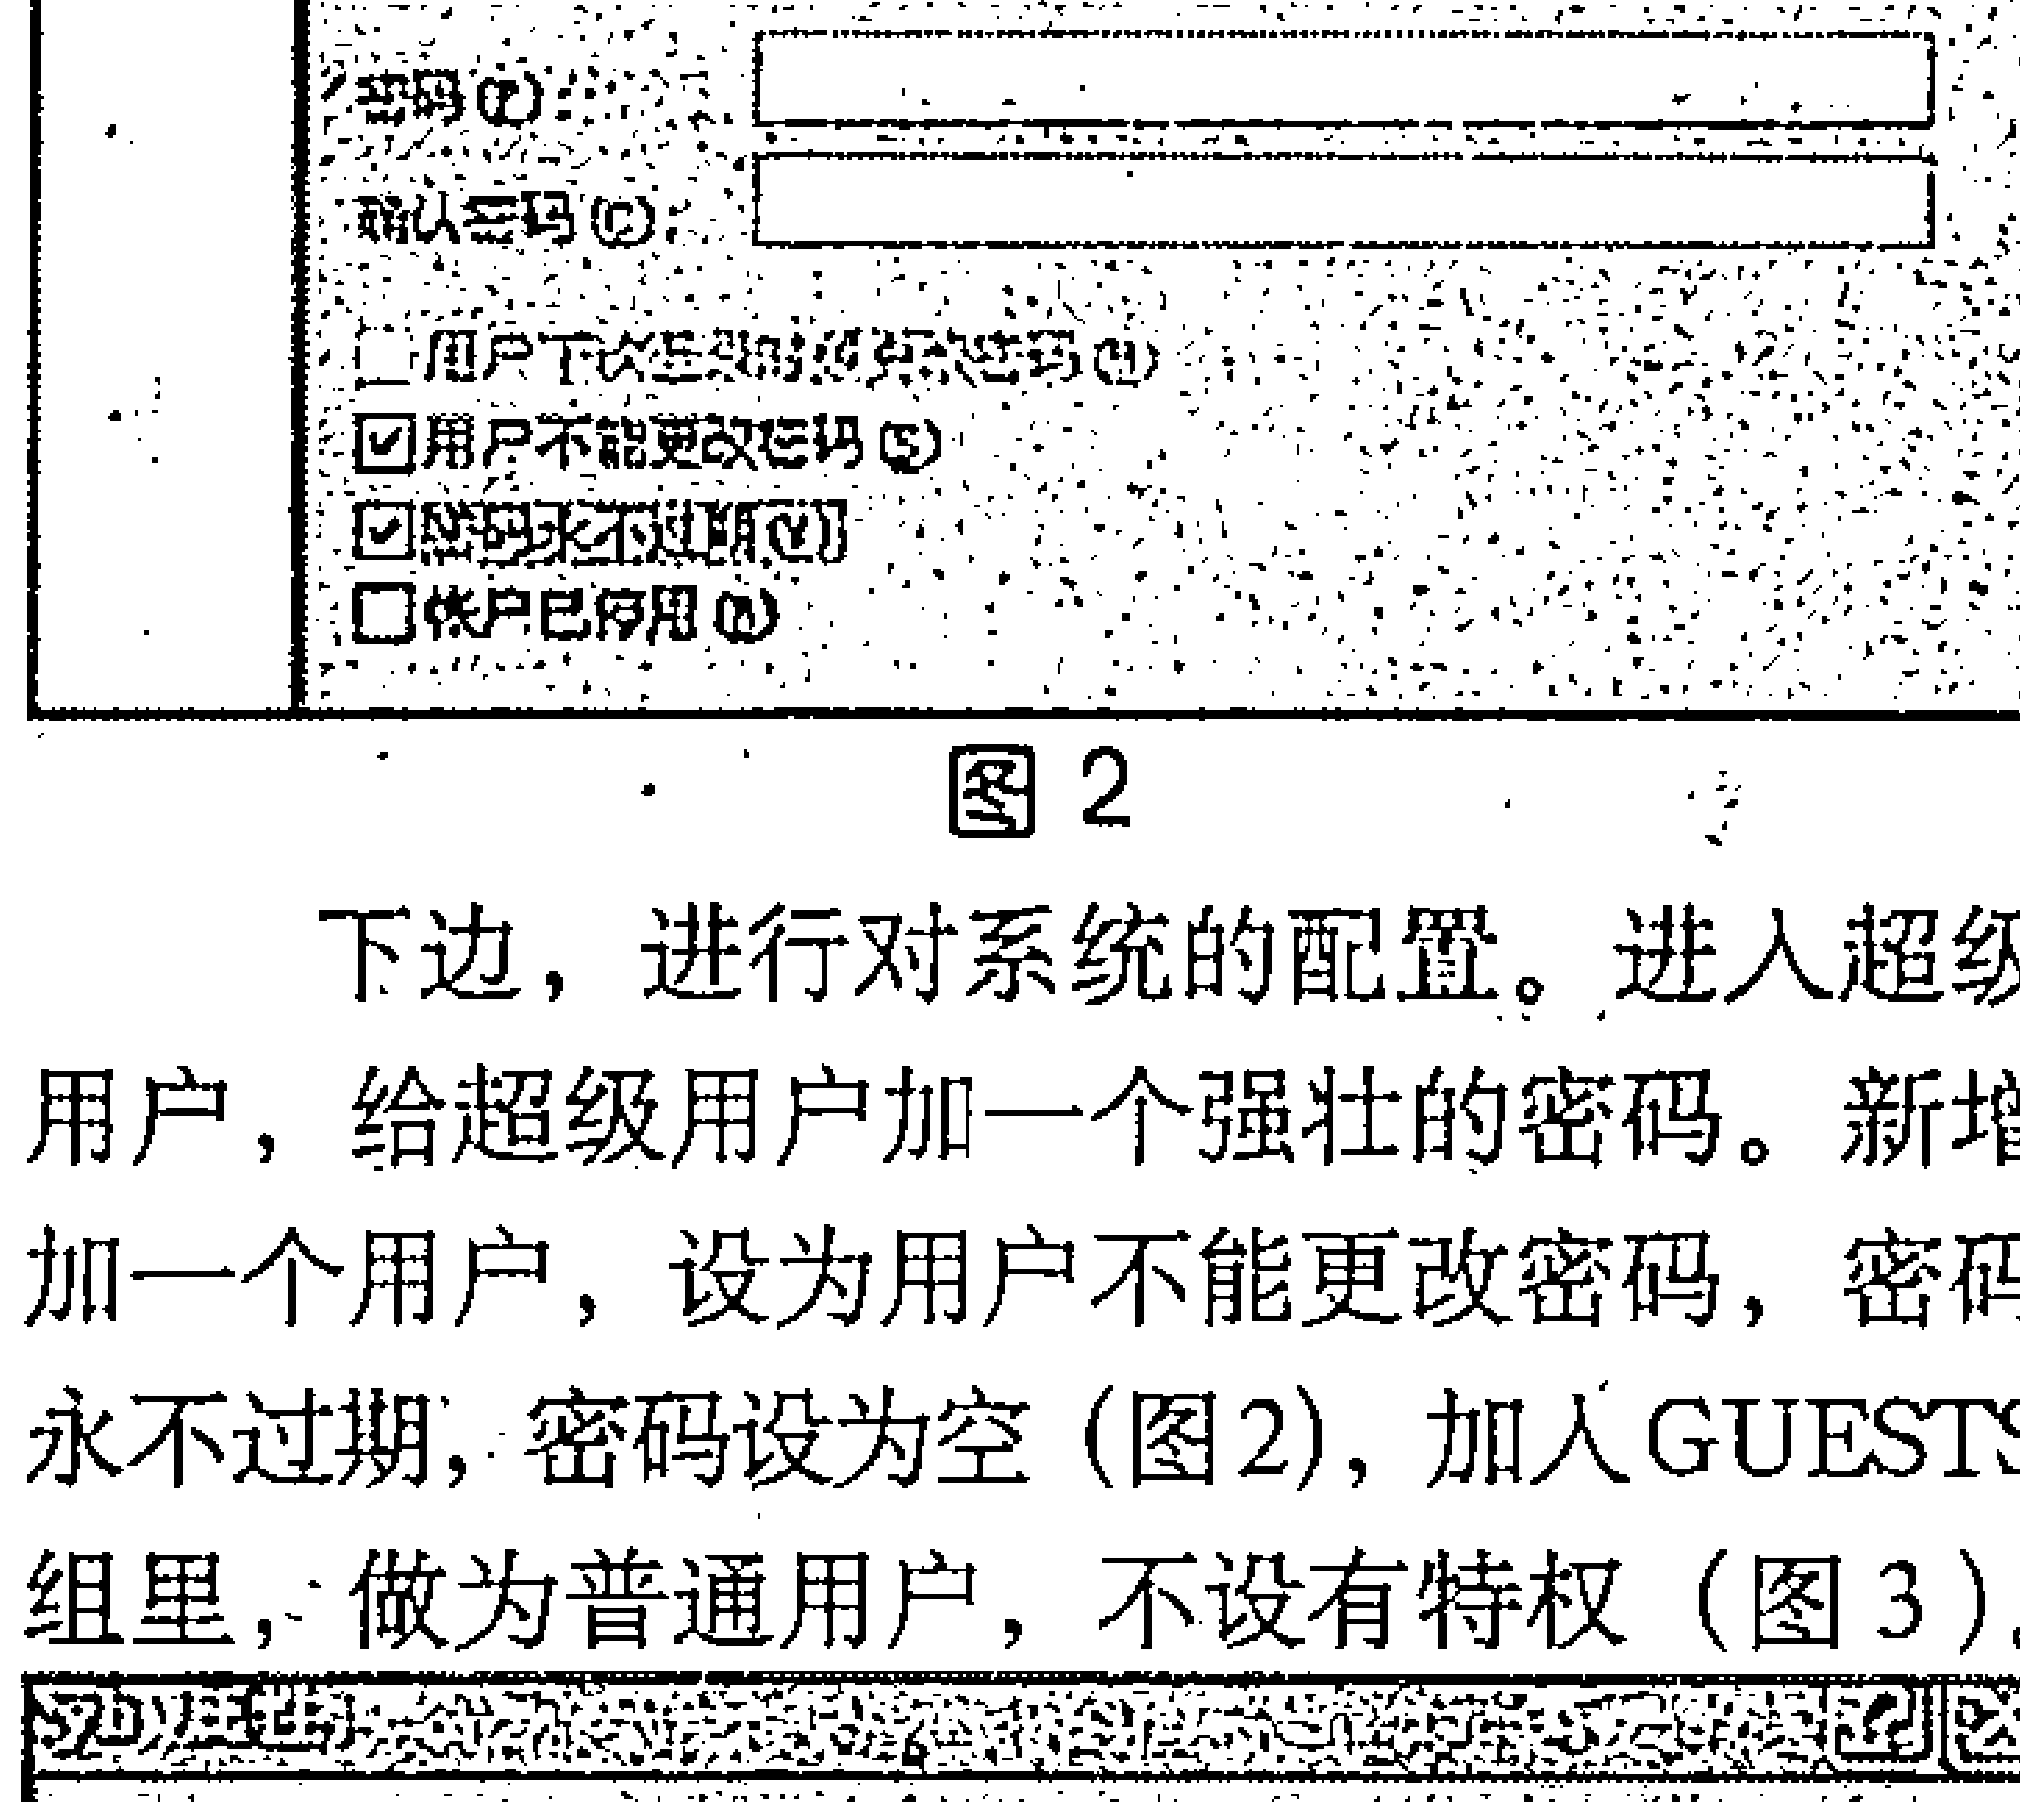 密码(P):
确认密码(C):
用户下次登录时须更改密码(M)
用户不能更改密码(S)
密码永不过期(W)
帐户已停用(B)
图 2
下边，进行对系统的配置。进入超级
用户，给超级用户加一个强壮的密码。新增
加一个用户，设为用户不能更改密码，密码
永不过期，密码设为空（图2），加入GUESTS
组里，做为普通用户，不设有特权（图 3）。